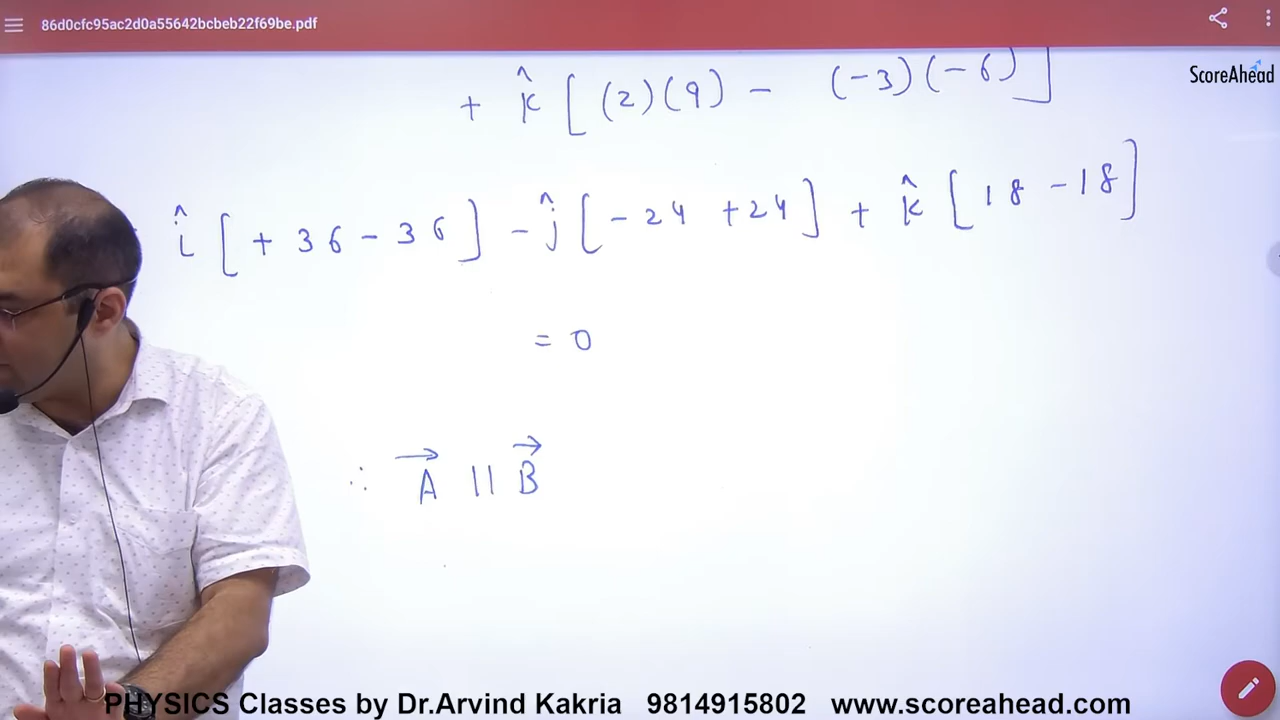 86d0cfc95ac2d0a55642bcbeb22f69be.pdf
ScoreAhead
+ k̂ [ (2)(9) - (-3)(-6) ]
î [ + 36 - 36 ] - ĵ [ - 24 + 24 ] + k̂ [ 18 - 18 ]
= 0
∴ A⃗ || B⃗
PHYSICS Classes by Dr.Arvind Kakria 9814915802 www.scoreahead.com